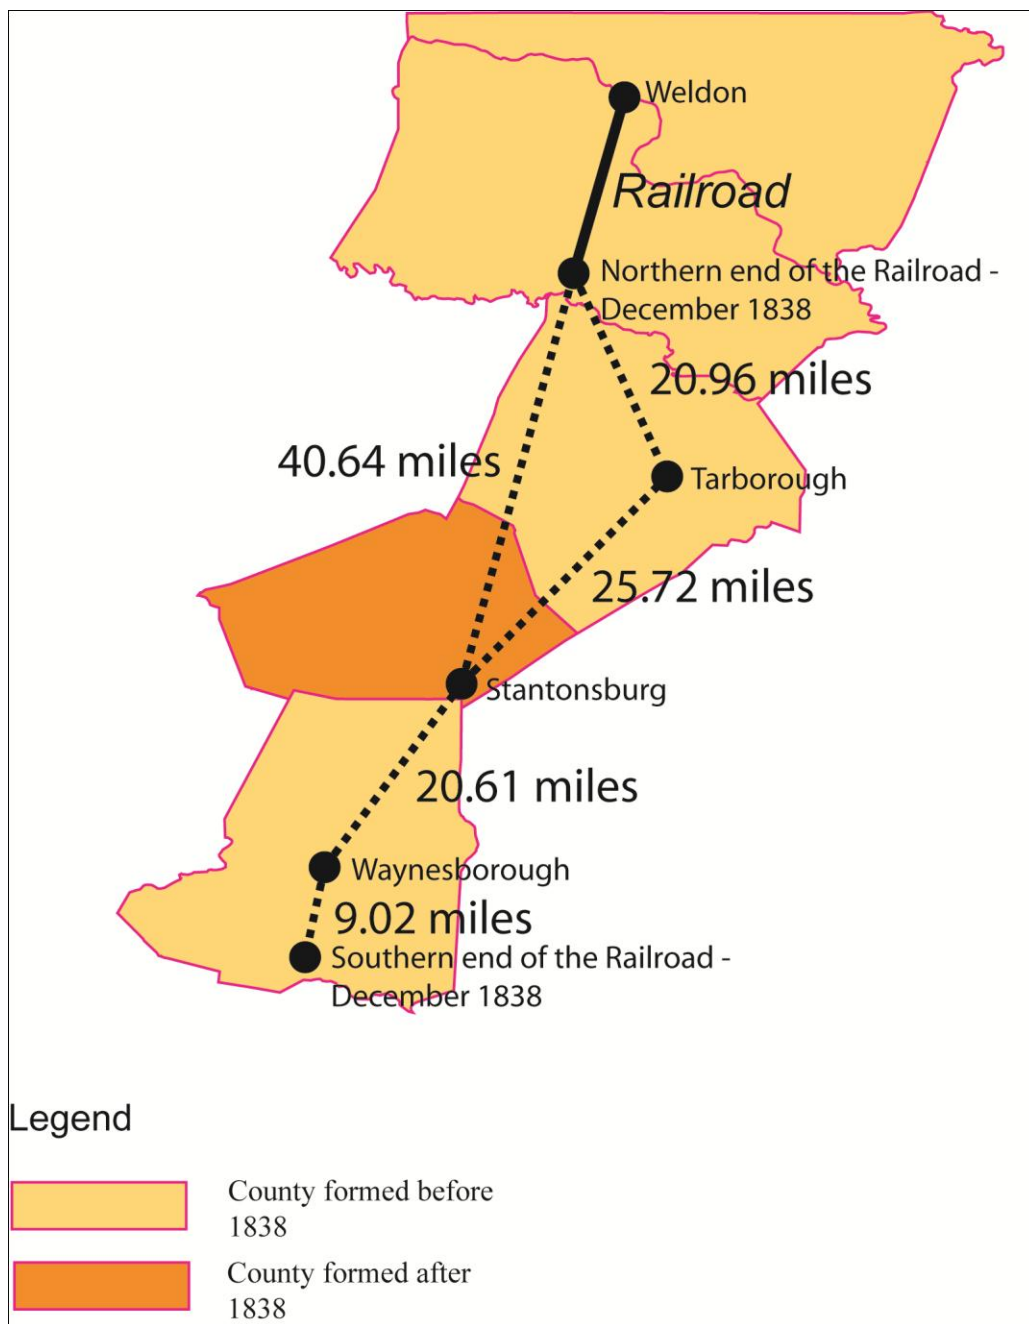 Weldon
Railroad
Northern end of the Railroad -
December 1838
20.96 miles
40.64 miles
Tarborough
25.72 miles
Stantonsburg
20.61 miles
Waynesborough
9.02 miles
Southern end of the Railroad -
December 1838
Legend
County formed before
1838
County formed after
1838